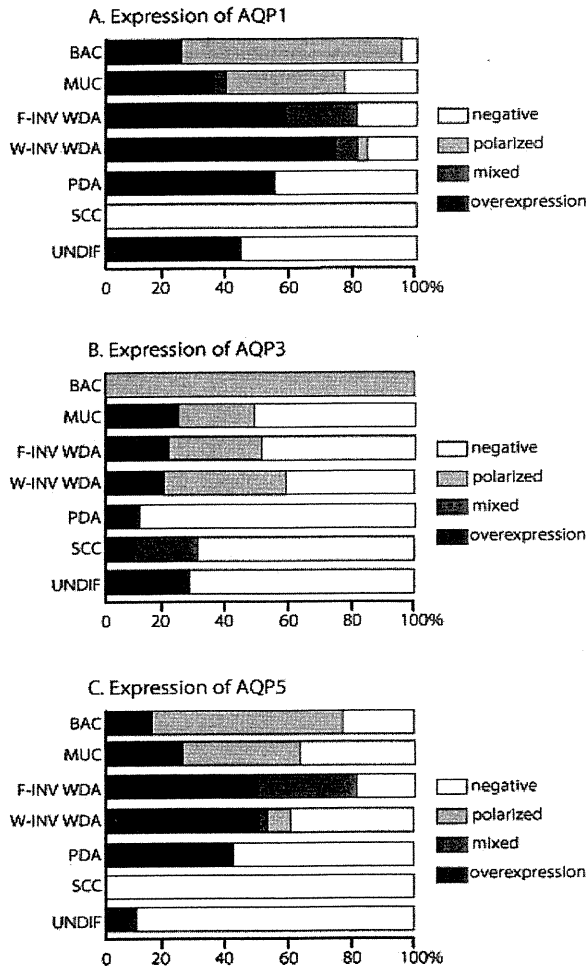 A. Expression of AQP1
BAC
MUC
F-INV WDA
W-INV WDA
PDA
SCC
UNDIF
0 20 40 60 80 100%
negative
polarized
mixed
overexpression
B. Expression of AQP3
BAC
MUC
F-INV WDA
W-INV WDA
PDA
SCC
UNDIF
0 20 40 60 80 100%
negative
polarized
mixed
overexpression
C. Expression of AQP5
BAC
MUC
F-INV WDA
W-INV WDA
PDA
SCC
UNDIF
0 20 40 60 80 100%
negative
polarized
mixed
overexpression